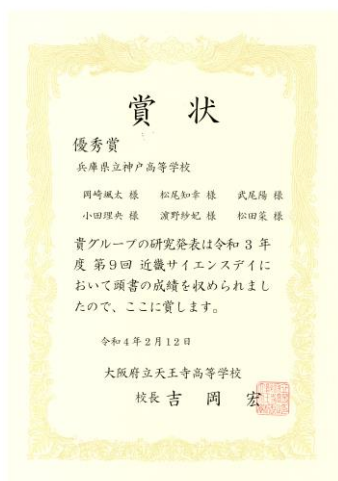 賞状
優秀賞
兵庫県立神戸高等学校
岡崎颯太 様 松尾知幸 様 武尾陽 様
小田理央 様 濵野紗妃 様 松田菜 様
貴グループの研究発表は令和３年
度 第９回 近畿サイエンスデイに
おいて頭書の成績を収められまし
たので、ここに賞します。
令和４年２月１２日
大阪府立天王寺高等学校
校長 吉岡 宏